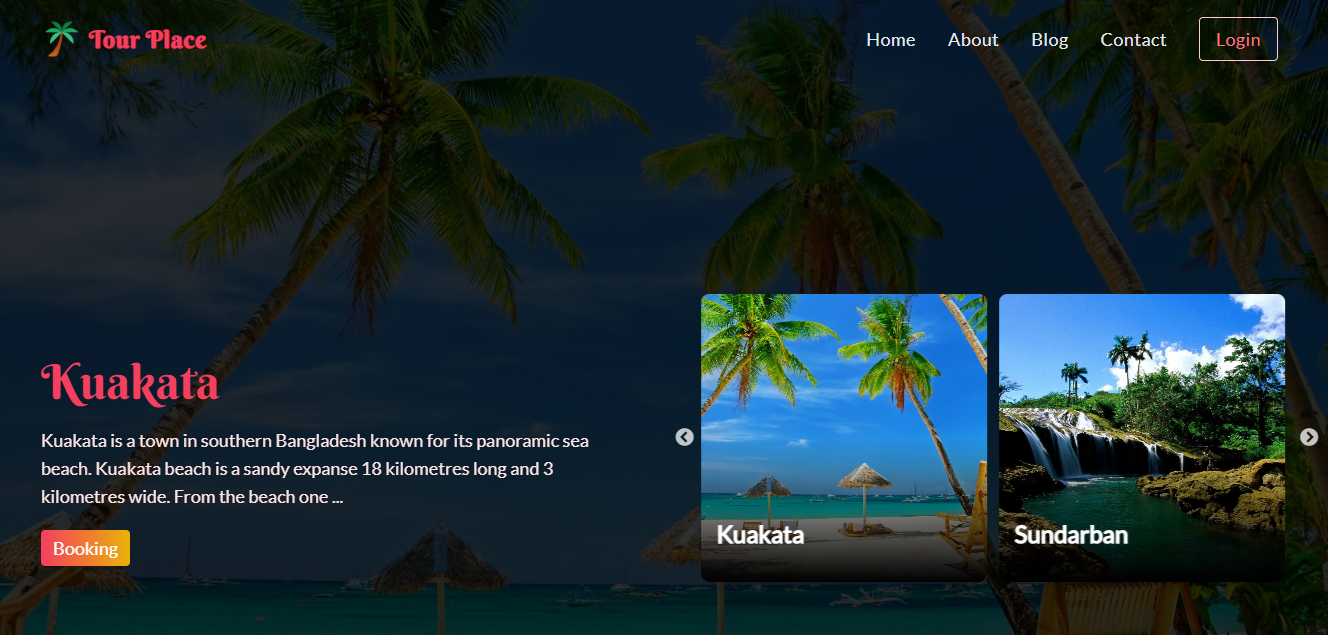 Tour Place
Home
About
Blog
Contact
Login
Kuakata
Kuakata is a town in southern Bangladesh known for its panoramic sea
beach. Kuakata beach is a sandy expanse 18 kilometres long and 3
kilometres wide. From the beach one ...
Booking
Kuakata
Sundarban